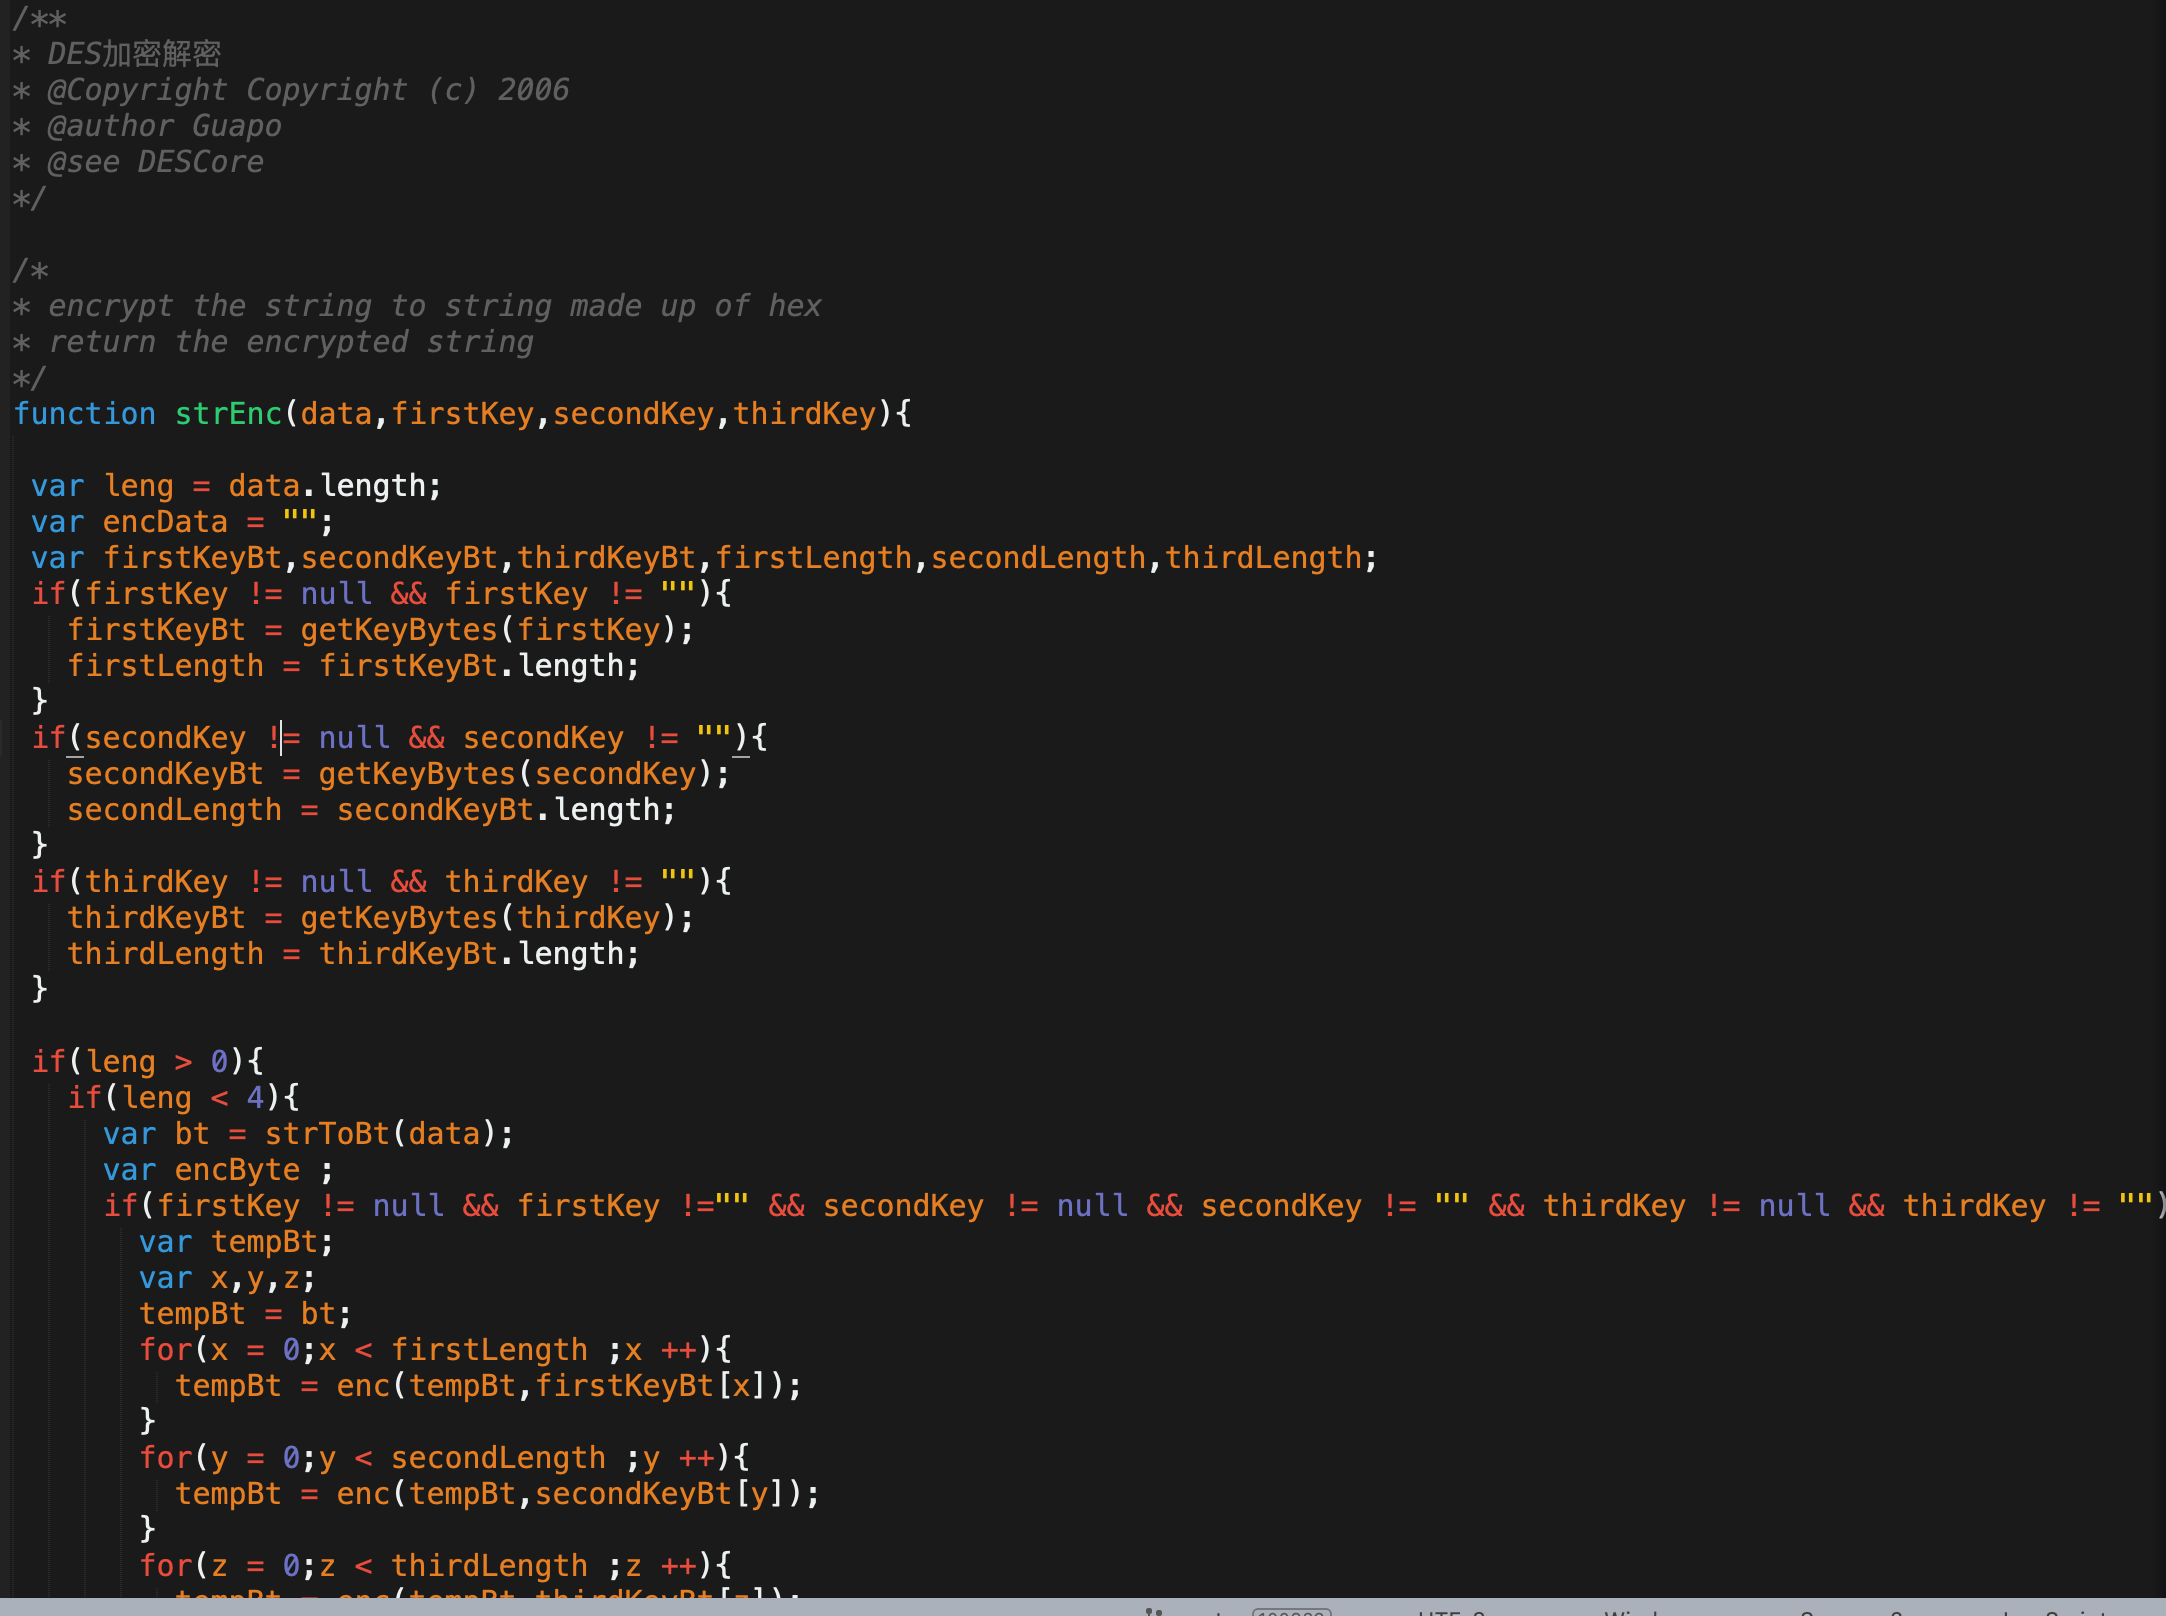 /**
* DES加密解密
* @Copyright Copyright (c) 2006
* @author Guapo
* @see DESCore
*/
/*
* encrypt the string to string made up of hex
* return the encrypted string
*/
function strEnc(data,firstKey,secondKey,thirdKey){
var leng = data.length;
var encData = "";
var firstKeyBt,secondKeyBt,thirdKeyBt,firstLength,secondLength,thirdLength;
if(firstKey != null && firstKey != ""){
firstKeyBt = getKeyBytes(firstKey);
firstLength = firstKeyBt.length;
}
if(secondKey != null && secondKey != ""){
secondKeyBt = getKeyBytes(secondKey);
secondLength = secondKeyBt.length;
}
if(thirdKey != null && thirdKey != ""){
thirdKeyBt = getKeyBytes(thirdKey);
thirdLength = thirdKeyBt.length;
}
if(leng > 0){
if(leng < 4){
var bt = strToBt(data);
var encByte ;
if(firstKey != null && firstKey !="" && secondKey != null && secondKey != "" && thirdKey != null && thirdKey != "")
var tempBt;
var x,y,z;
tempBt = bt;
for(x = 0;x < firstLength ;x ++){
tempBt = enc(tempBt,firstKeyBt[x]);
}
for(y = 0;y < secondLength ;y ++){
tempBt = enc(tempBt,secondKeyBt[y]);
}
for(z = 0;z < thirdLength ;z ++){
tempBt = enc(tempBt,thirdKeyBt[z]);